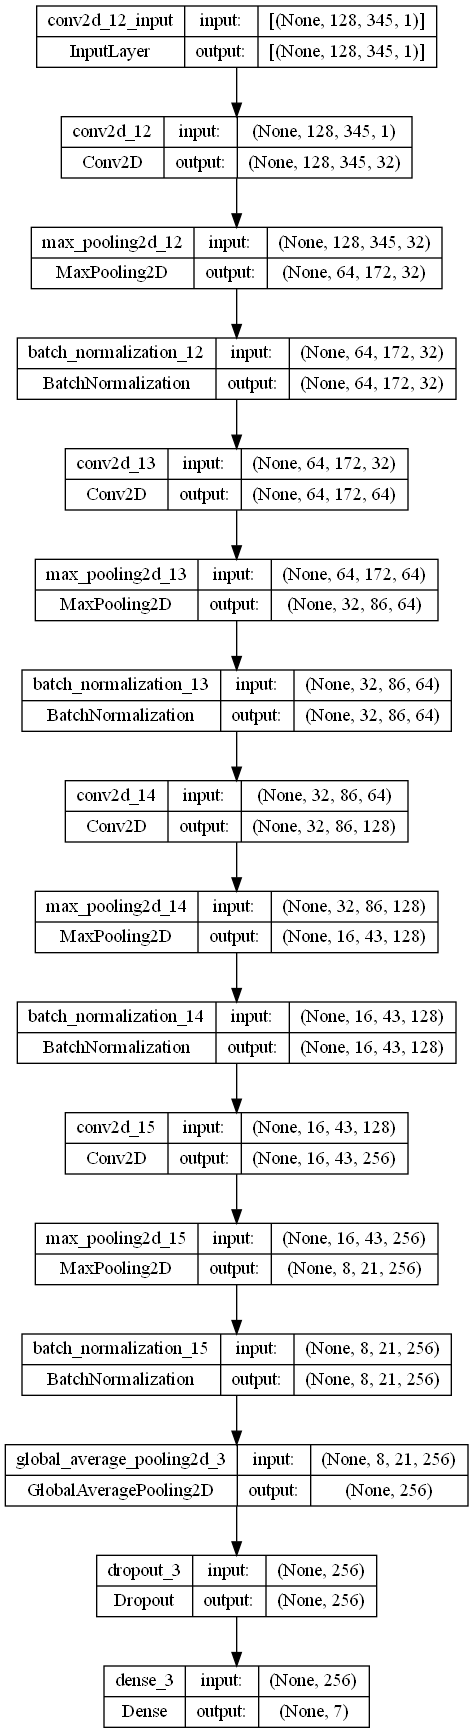 conv2d_12_input input: [(None, 128, 345, 1)]
InputLayer output: [(None, 128, 345, 1)]
conv2d_12 input: (None, 128, 345, 1)
Conv2D output: (None, 128, 345, 32)
max_pooling2d_12 input: (None, 128, 345, 32)
MaxPooling2D output: (None, 64, 172, 32)
batch_normalization_12 input: (None, 64, 172, 32)
BatchNormalization output: (None, 64, 172, 32)
conv2d_13 input: (None, 64, 172, 32)
Conv2D output: (None, 64, 172, 64)
max_pooling2d_13 input: (None, 64, 172, 64)
MaxPooling2D output: (None, 32, 86, 64)
batch_normalization_13 input: (None, 32, 86, 64)
BatchNormalization output: (None, 32, 86, 64)
conv2d_14 input: (None, 32, 86, 64)
Conv2D output: (None, 32, 86, 128)
max_pooling2d_14 input: (None, 32, 86, 128)
MaxPooling2D output: (None, 16, 43, 128)
batch_normalization_14 input: (None, 16, 43, 128)
BatchNormalization output: (None, 16, 43, 128)
conv2d_15 input: (None, 16, 43, 128)
Conv2D output: (None, 16, 43, 256)
max_pooling2d_15 input: (None, 16, 43, 256)
MaxPooling2D output: (None, 8, 21, 256)
batch_normalization_15 input: (None, 8, 21, 256)
BatchNormalization output: (None, 8, 21, 256)
global_average_pooling2d_3 input: (None, 8, 21, 256)
GlobalAveragePooling2D output: (None, 256)
dropout_3 input: (None, 256)
Dropout output: (None, 256)
dense_3 input: (None, 256)
Dense output: (None, 7)